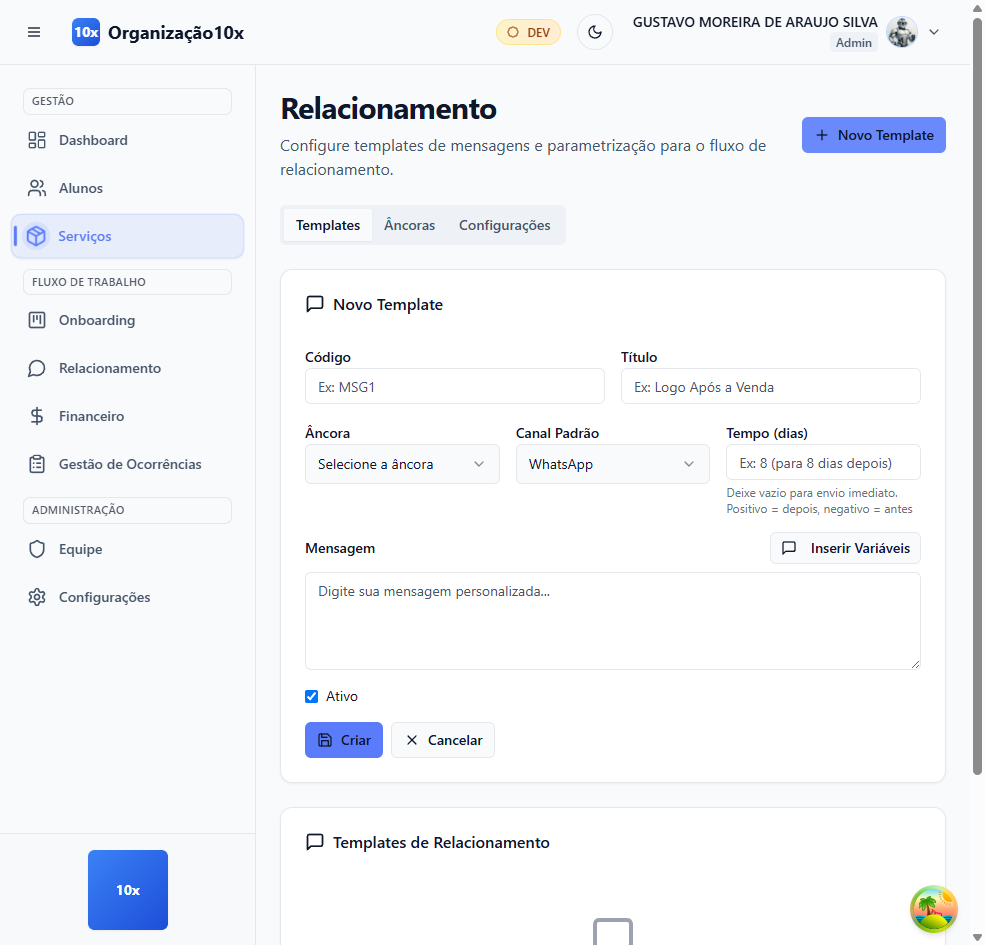 10x Organização10x
DEV
GUSTAVO MOREIRA DE ARAUJO SILVA
Admin
GESTÃO
Dashboard
Alunos
Serviços
FLUXO DE TRABALHO
Onboarding
Relacionamento
Financeiro
Gestão de Ocorrências
ADMINISTRAÇÃO
Equipe
Configurações
10x
Relacionamento
Configure templates de mensagens e parametrização para o fluxo de
relacionamento.
Novo Template
Templates Âncoras Configurações
Novo Template
Código Título
Ex: MSG1 Ex: Logo Após a Venda
Âncora Canal Padrão Tempo (dias)
Selecione a âncora WhatsApp Ex: 8 (para 8 dias depois)
Deixe vazio para envio imediato.
Positivo = depois, negativo = antes
Mensagem Inserir Variáveis
Digite sua mensagem personalizada...
Ativo
Criar Cancelar
Templates de Relacionamento